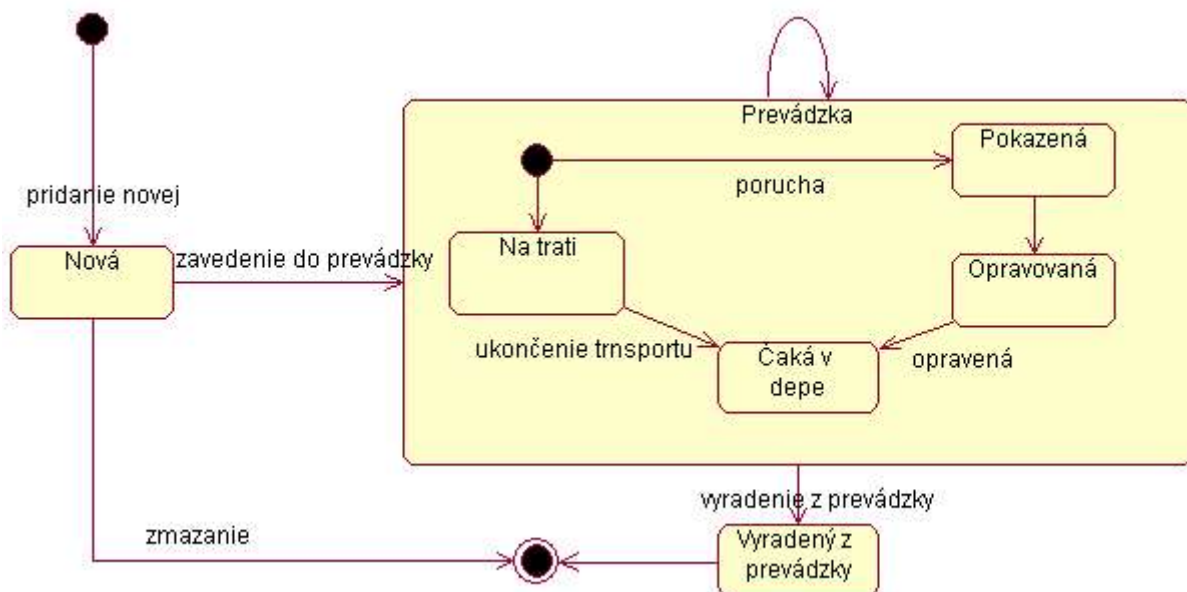 Prevádzka
Pokazená
porucha
pridanie novej
Nová
zavedenie do prevádzky
Na trati
Opravovaná
ukončenie trnsportu
Čaká v
depe
opravená
vyradenie z prevádzky
zmazanie
Vyradený z
prevádzky